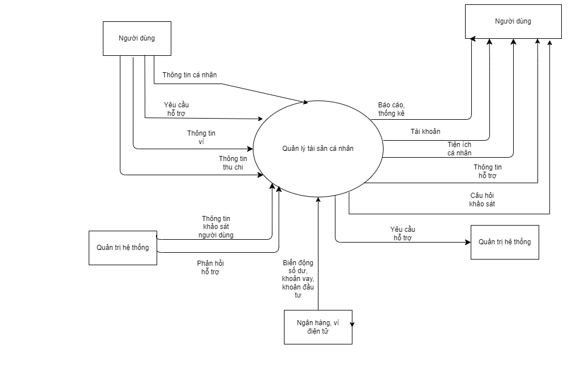 Người dùng
Người dùng
Thông tin cá nhân
Yêu cầu
hỗ trợ
Thông tin
ví
Thông tin
thu chi
Quản lý tài sản cá nhân
Báo cáo,
thống kê
Tài khoản
Tiện ích
cá nhân
Thông tin
hỗ trợ
Câu hỏi
khảo sát
Quản trị hệ thống
Thông tin
khảo sát
người dùng
Phản hồi
hỗ trợ
Biến động
số dư,
khoản vay,
khoản đầu
tư
Yêu cầu
hỗ trợ
Quản trị hệ thống
Ngân hàng, ví
điện tử